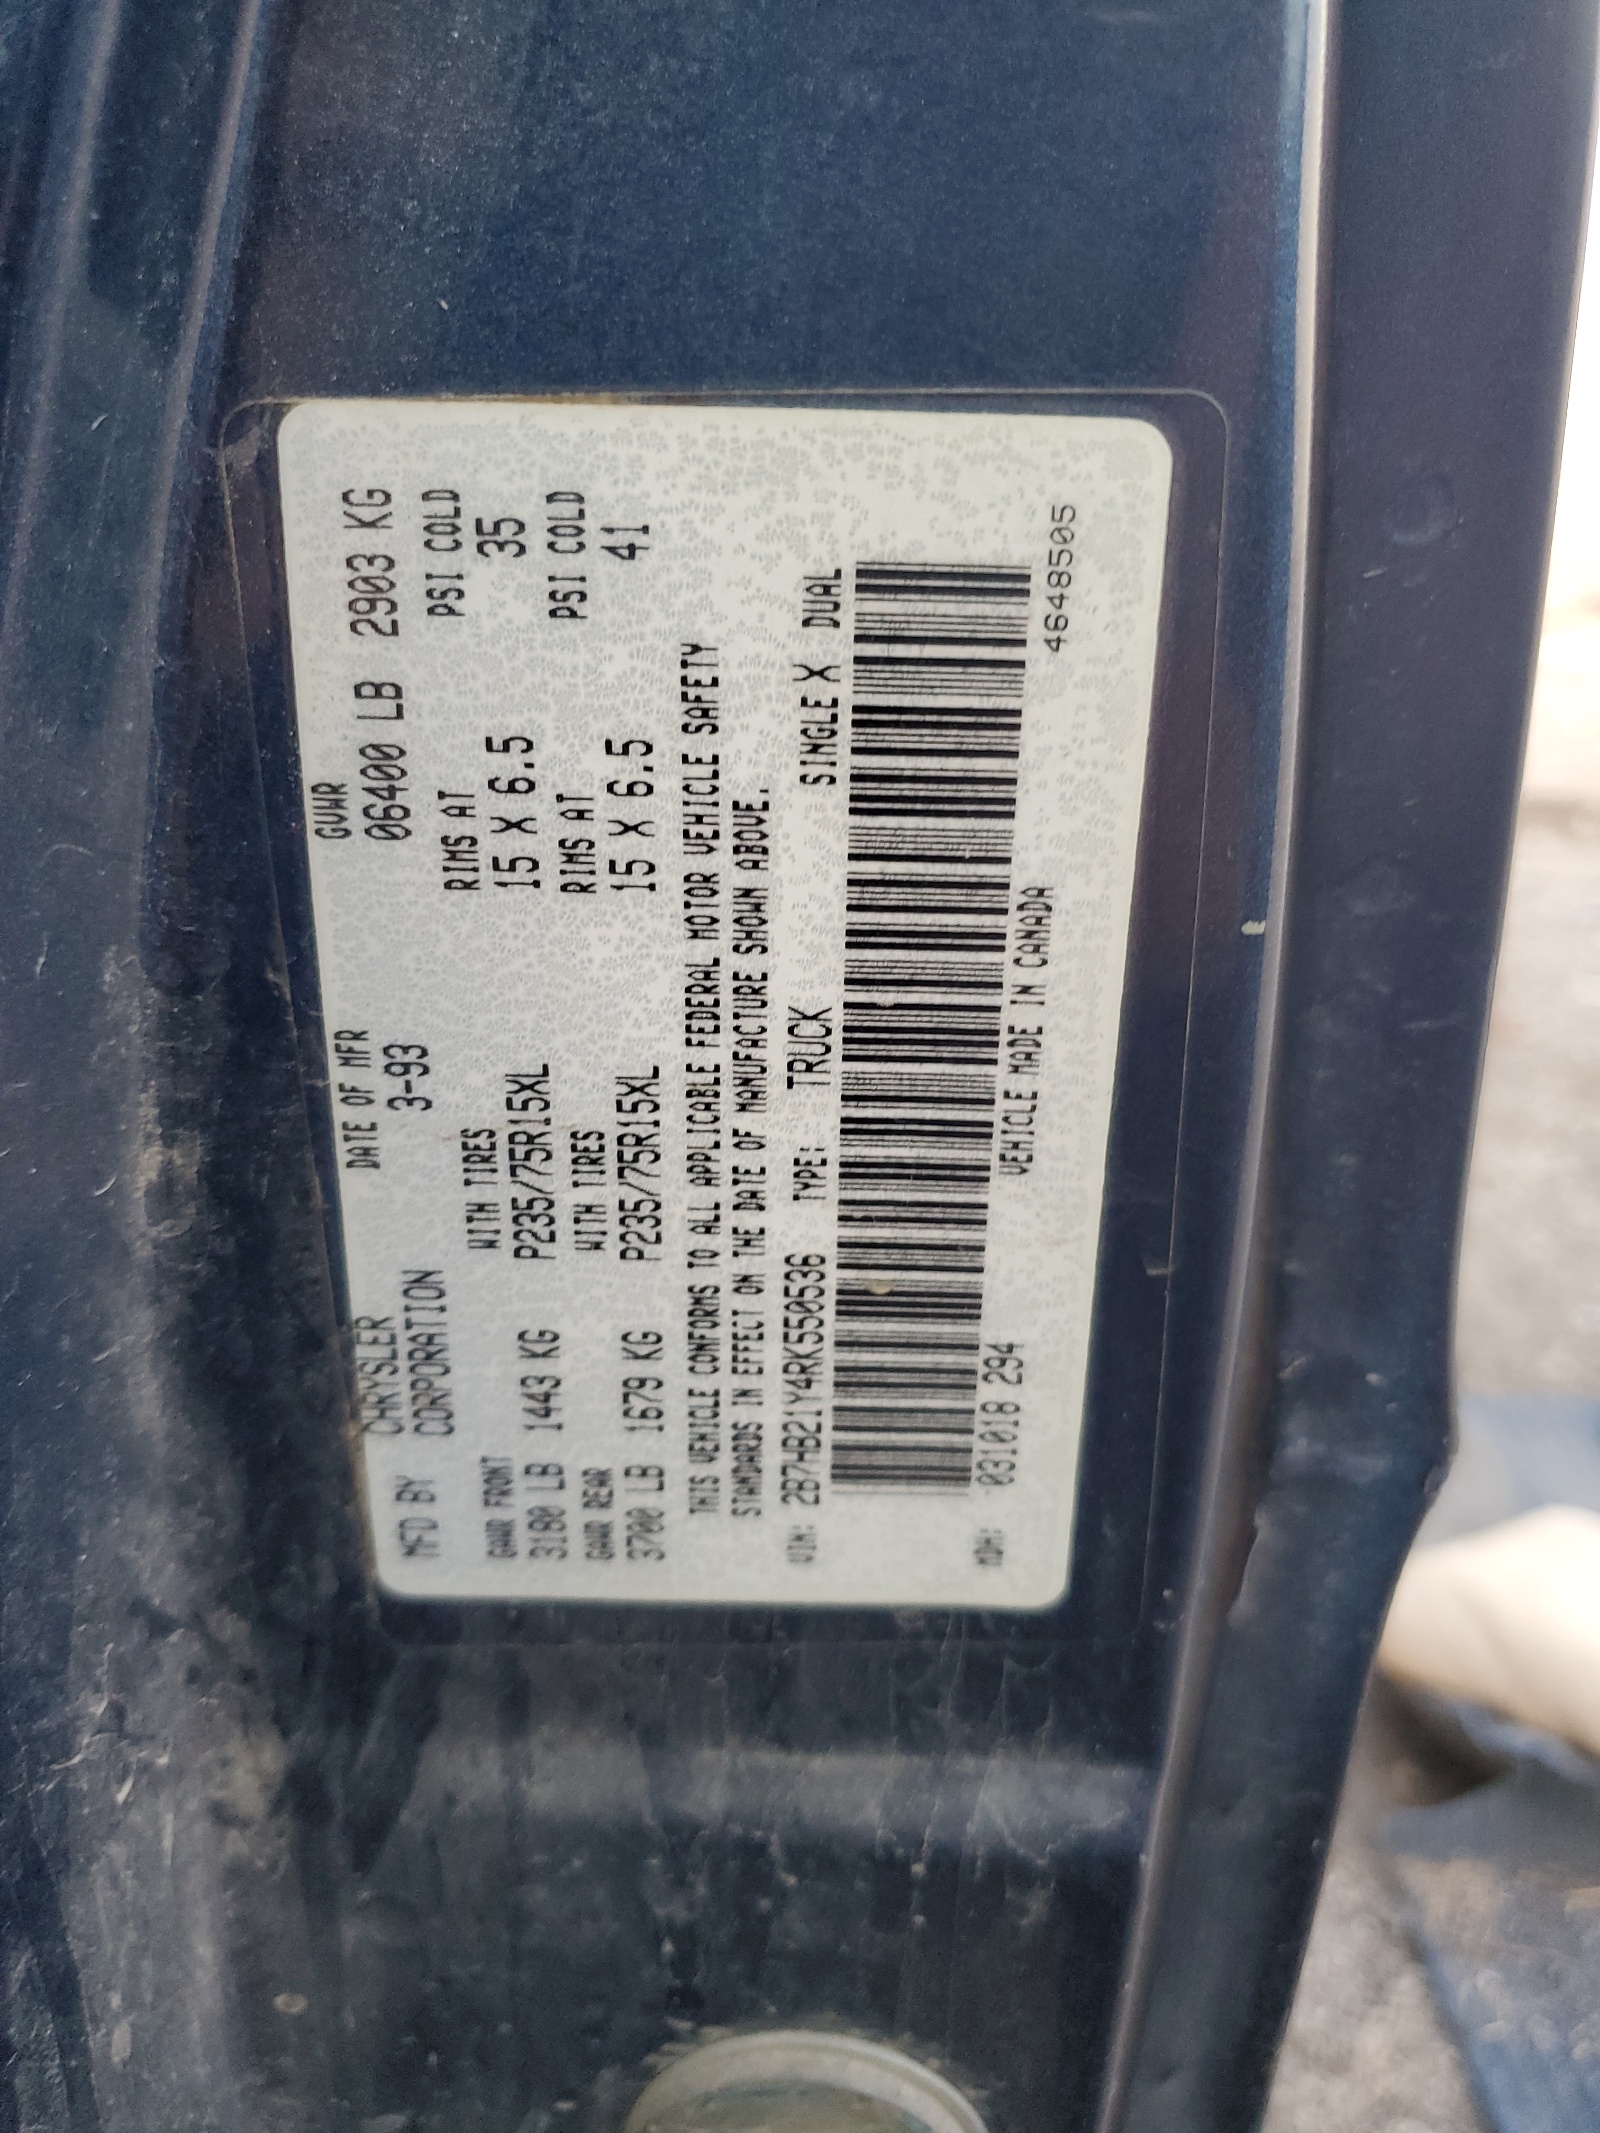 MFD BY CHRYSLER CORPORATION DATE OF MFR 3-93 GVWR 06400 LB 2903 KG
GAWR FRONT WITH TIRES RIMS AT PSI COLD
3180 LB 1443 KG P235/75R15XL 15 X 6.5 35
GAWR REAR WITH TIRES RIMS AT PSI COLD
3700 LB 1679 KG P235/75R15XL 15 X 6.5 41
THIS VEHICLE CONFORMS TO ALL APPLICABLE FEDERAL MOTOR VEHICLE SAFETY
STANDARDS IN EFFECT ON THE DATE OF MANUFACTURE SHOWN ABOVE.
VIN: 2B7HB21Y4RK550536 TYPE: TRUCK SINGLE X DUAL
MDH: 031018 294 VEHICLE MADE IN CANADA 4648505